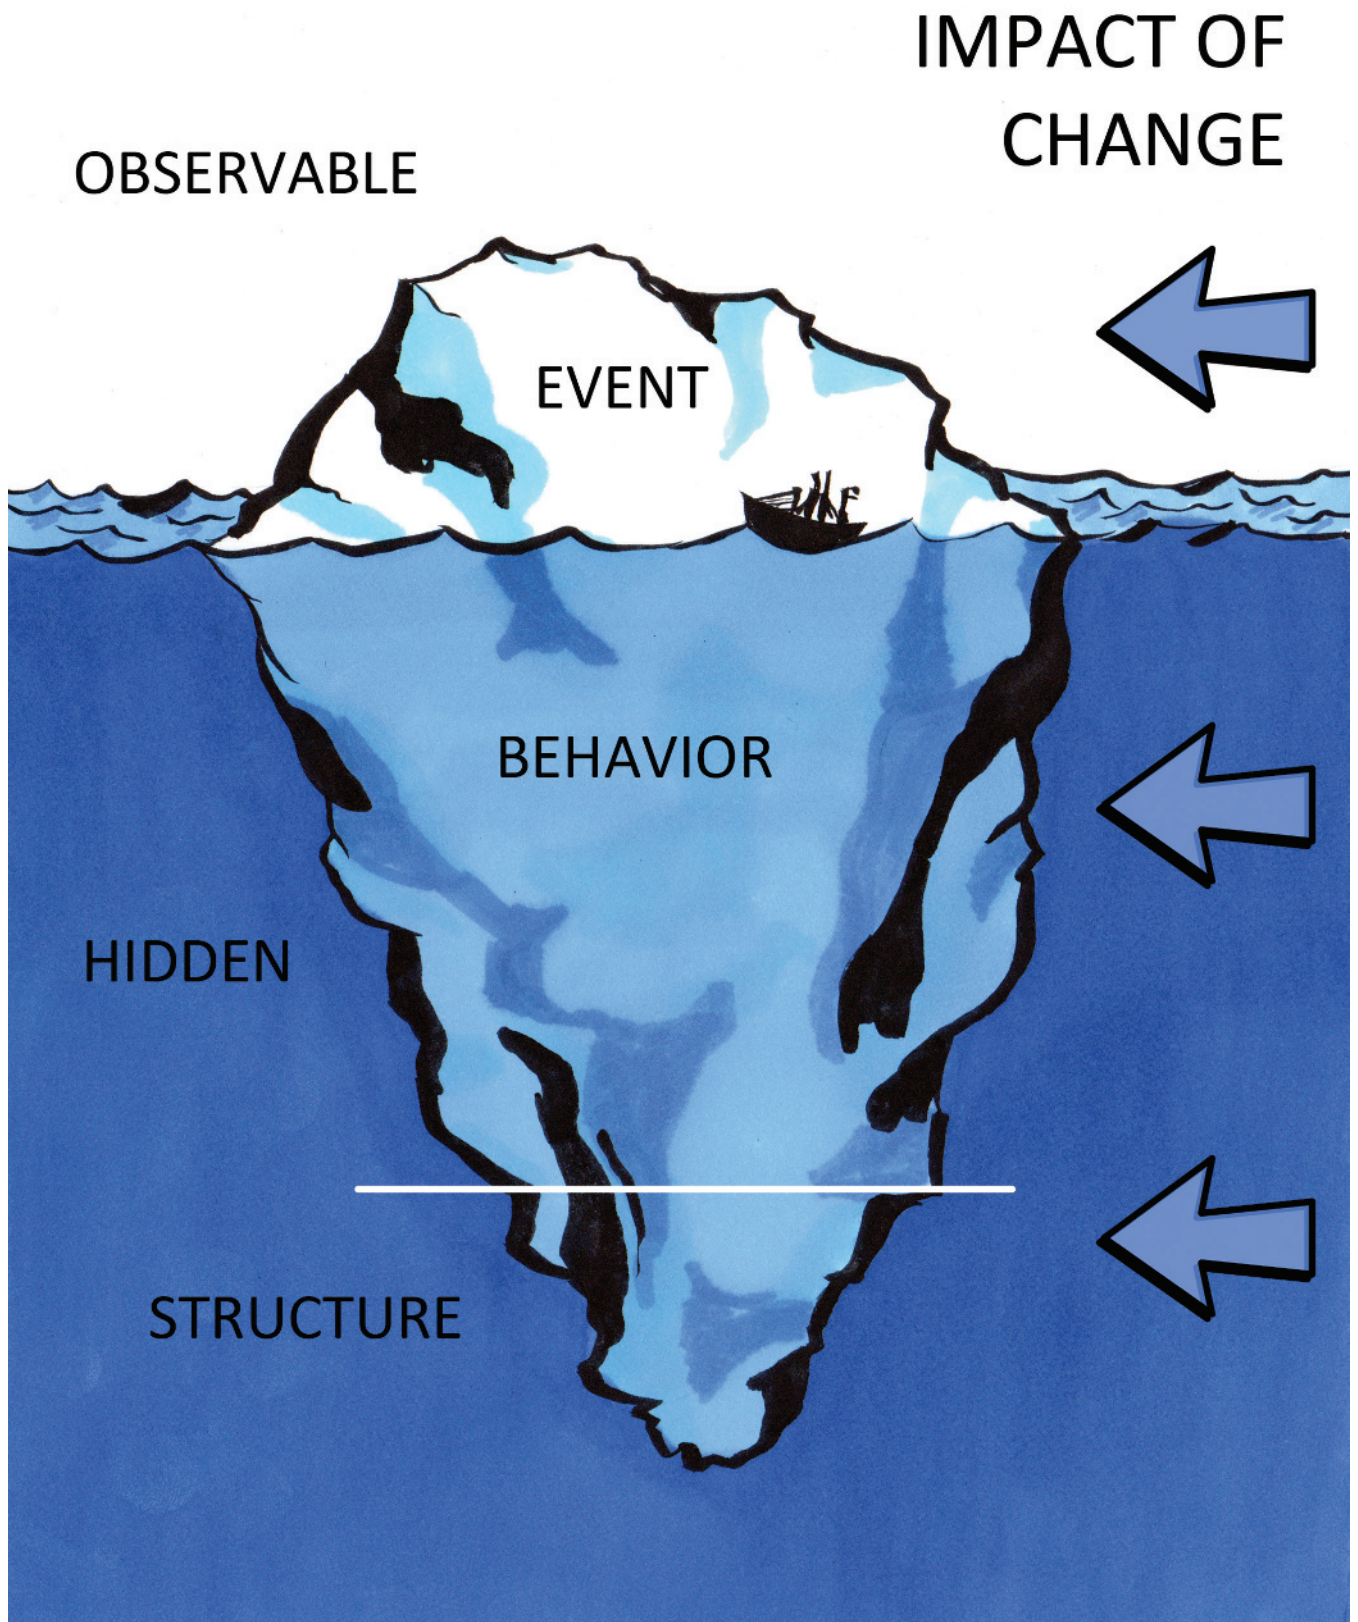 IMPACT OF
CHANGE
OBSERVABLE
EVENT
BEHAVIOR
HIDDEN
STRUCTURE